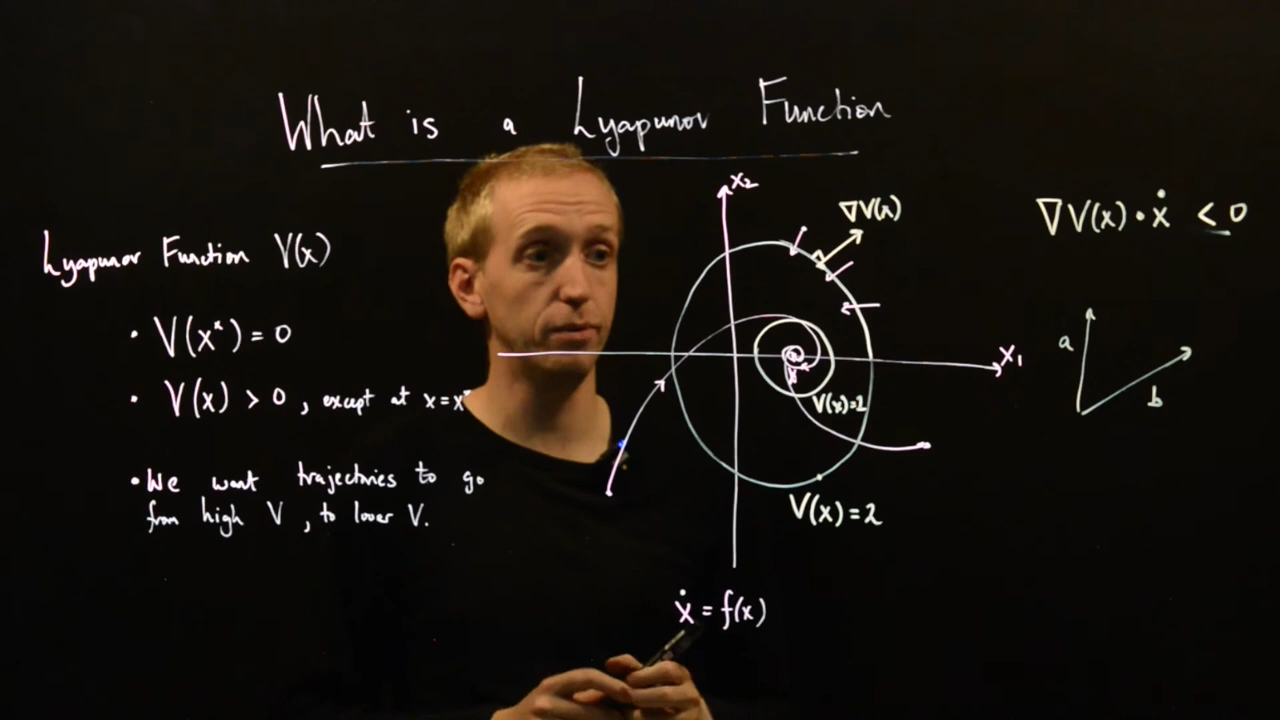 What is a Lyapunov Function
Lyapunov Function V(x)
• V(x*) = 0
• V(x) > 0, except at x=x*
• We want trajectories to go
from high V, to lower V.
x₂
∇V(x)
x₁
V(x)=1
V(x)=2
ẋ = f(x)
∇V(x)•ẋ ≤ 0
a
b